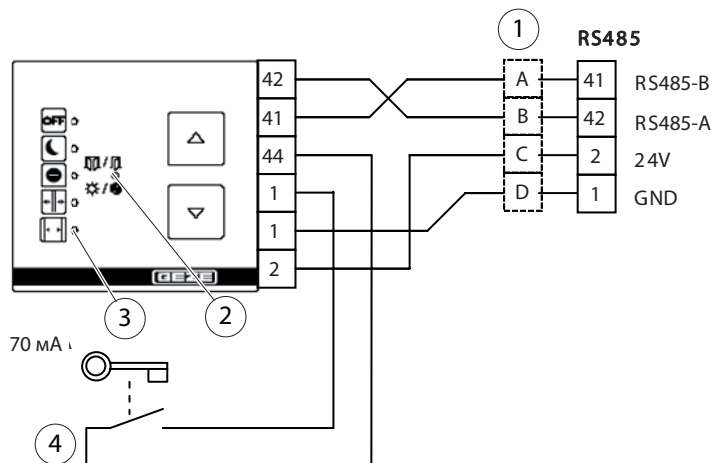 1
RS485
42 A 41 RS485-B
41 B 42 RS485-A
44 C 2 24V
1 D 1 GND
1
2
OFF
GEZE
3 2
70 мА
4